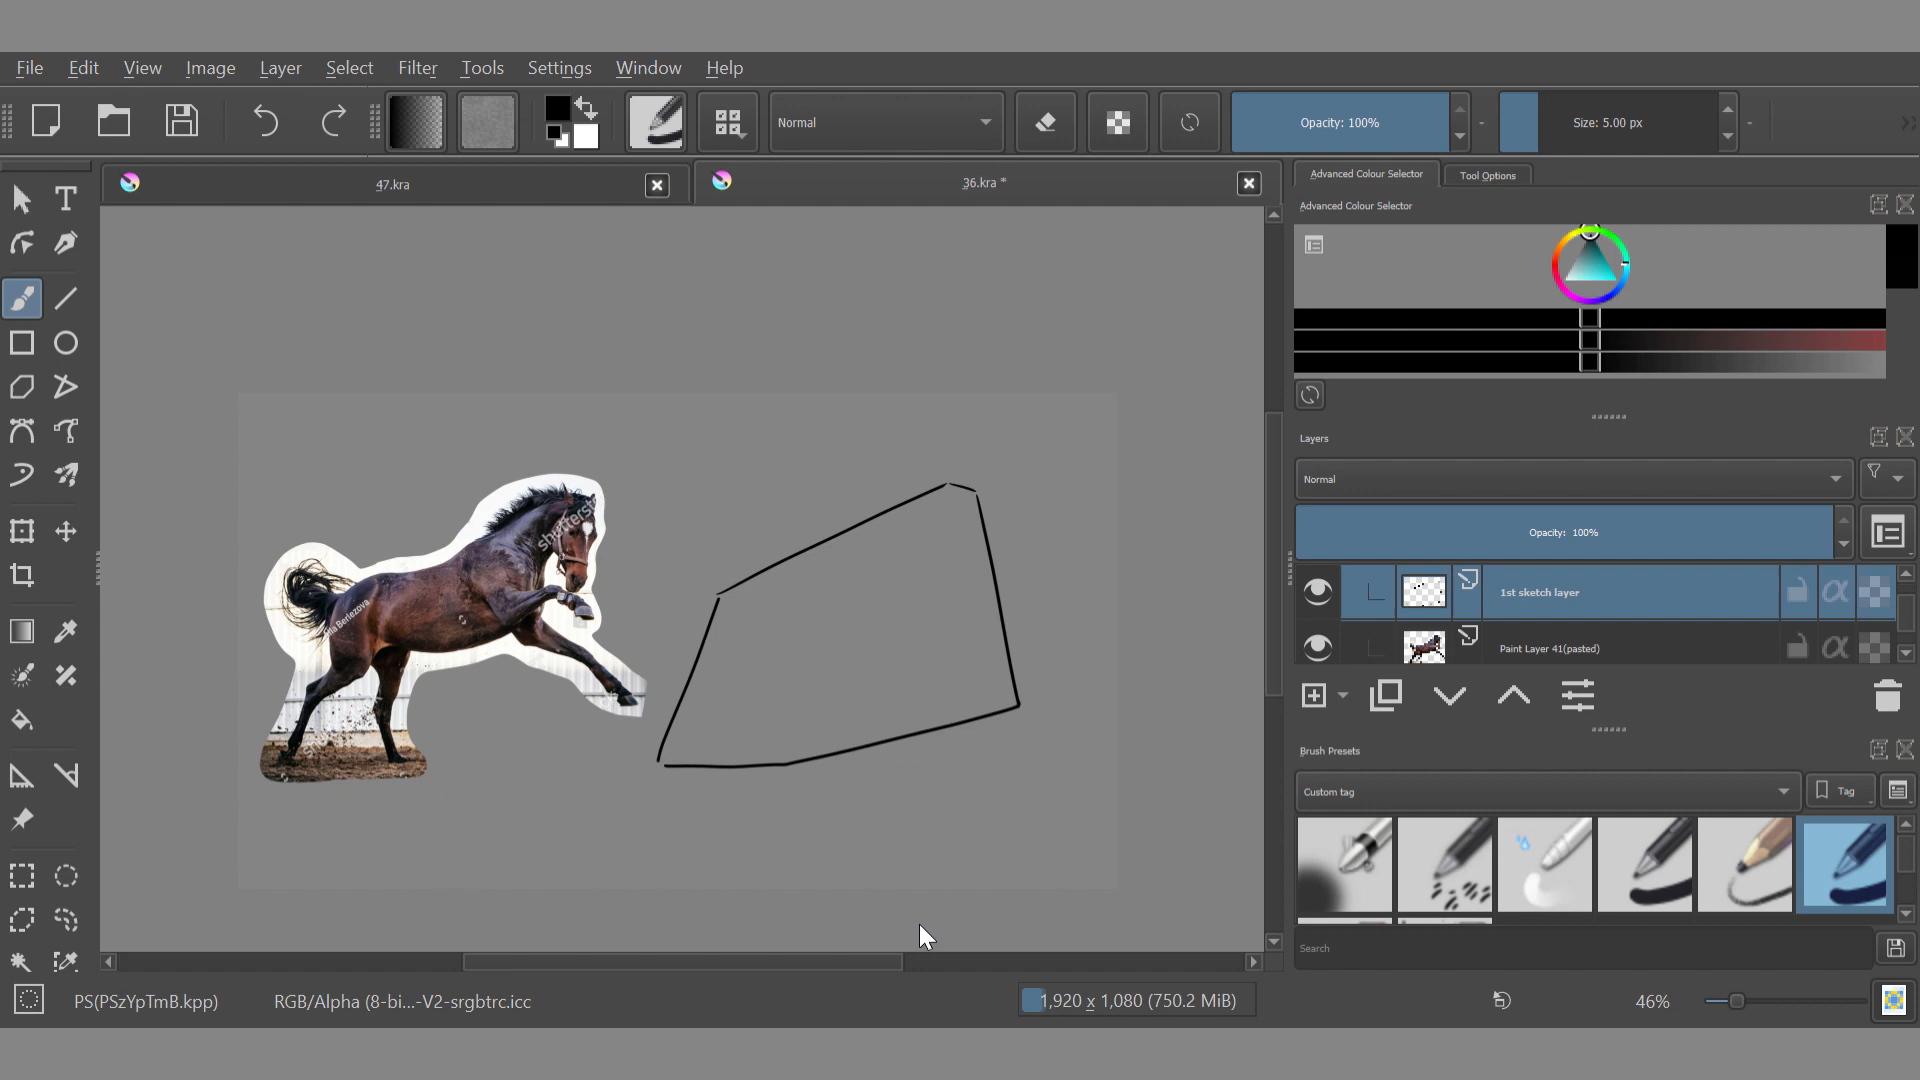 File Edit View Image Layer Select Filter Tools Settings Window Help
Normal
Opacity: 100%
Size: 5.00 px
47.kra
36.kra *
Advanced Colour Selector
Tool Options
Advanced Colour Selector
Layers
Normal
Opacity: 100%
1st sketch layer
Paint Layer 41(pasted)
Brush Presets
Custom tag
Tag
Search
PS(PSzYpTmB.kpp)
RGB/Alpha (8-bi...-V2-srgbtrc.icc
1,920 x 1,080 (750.2 MiB)
46%